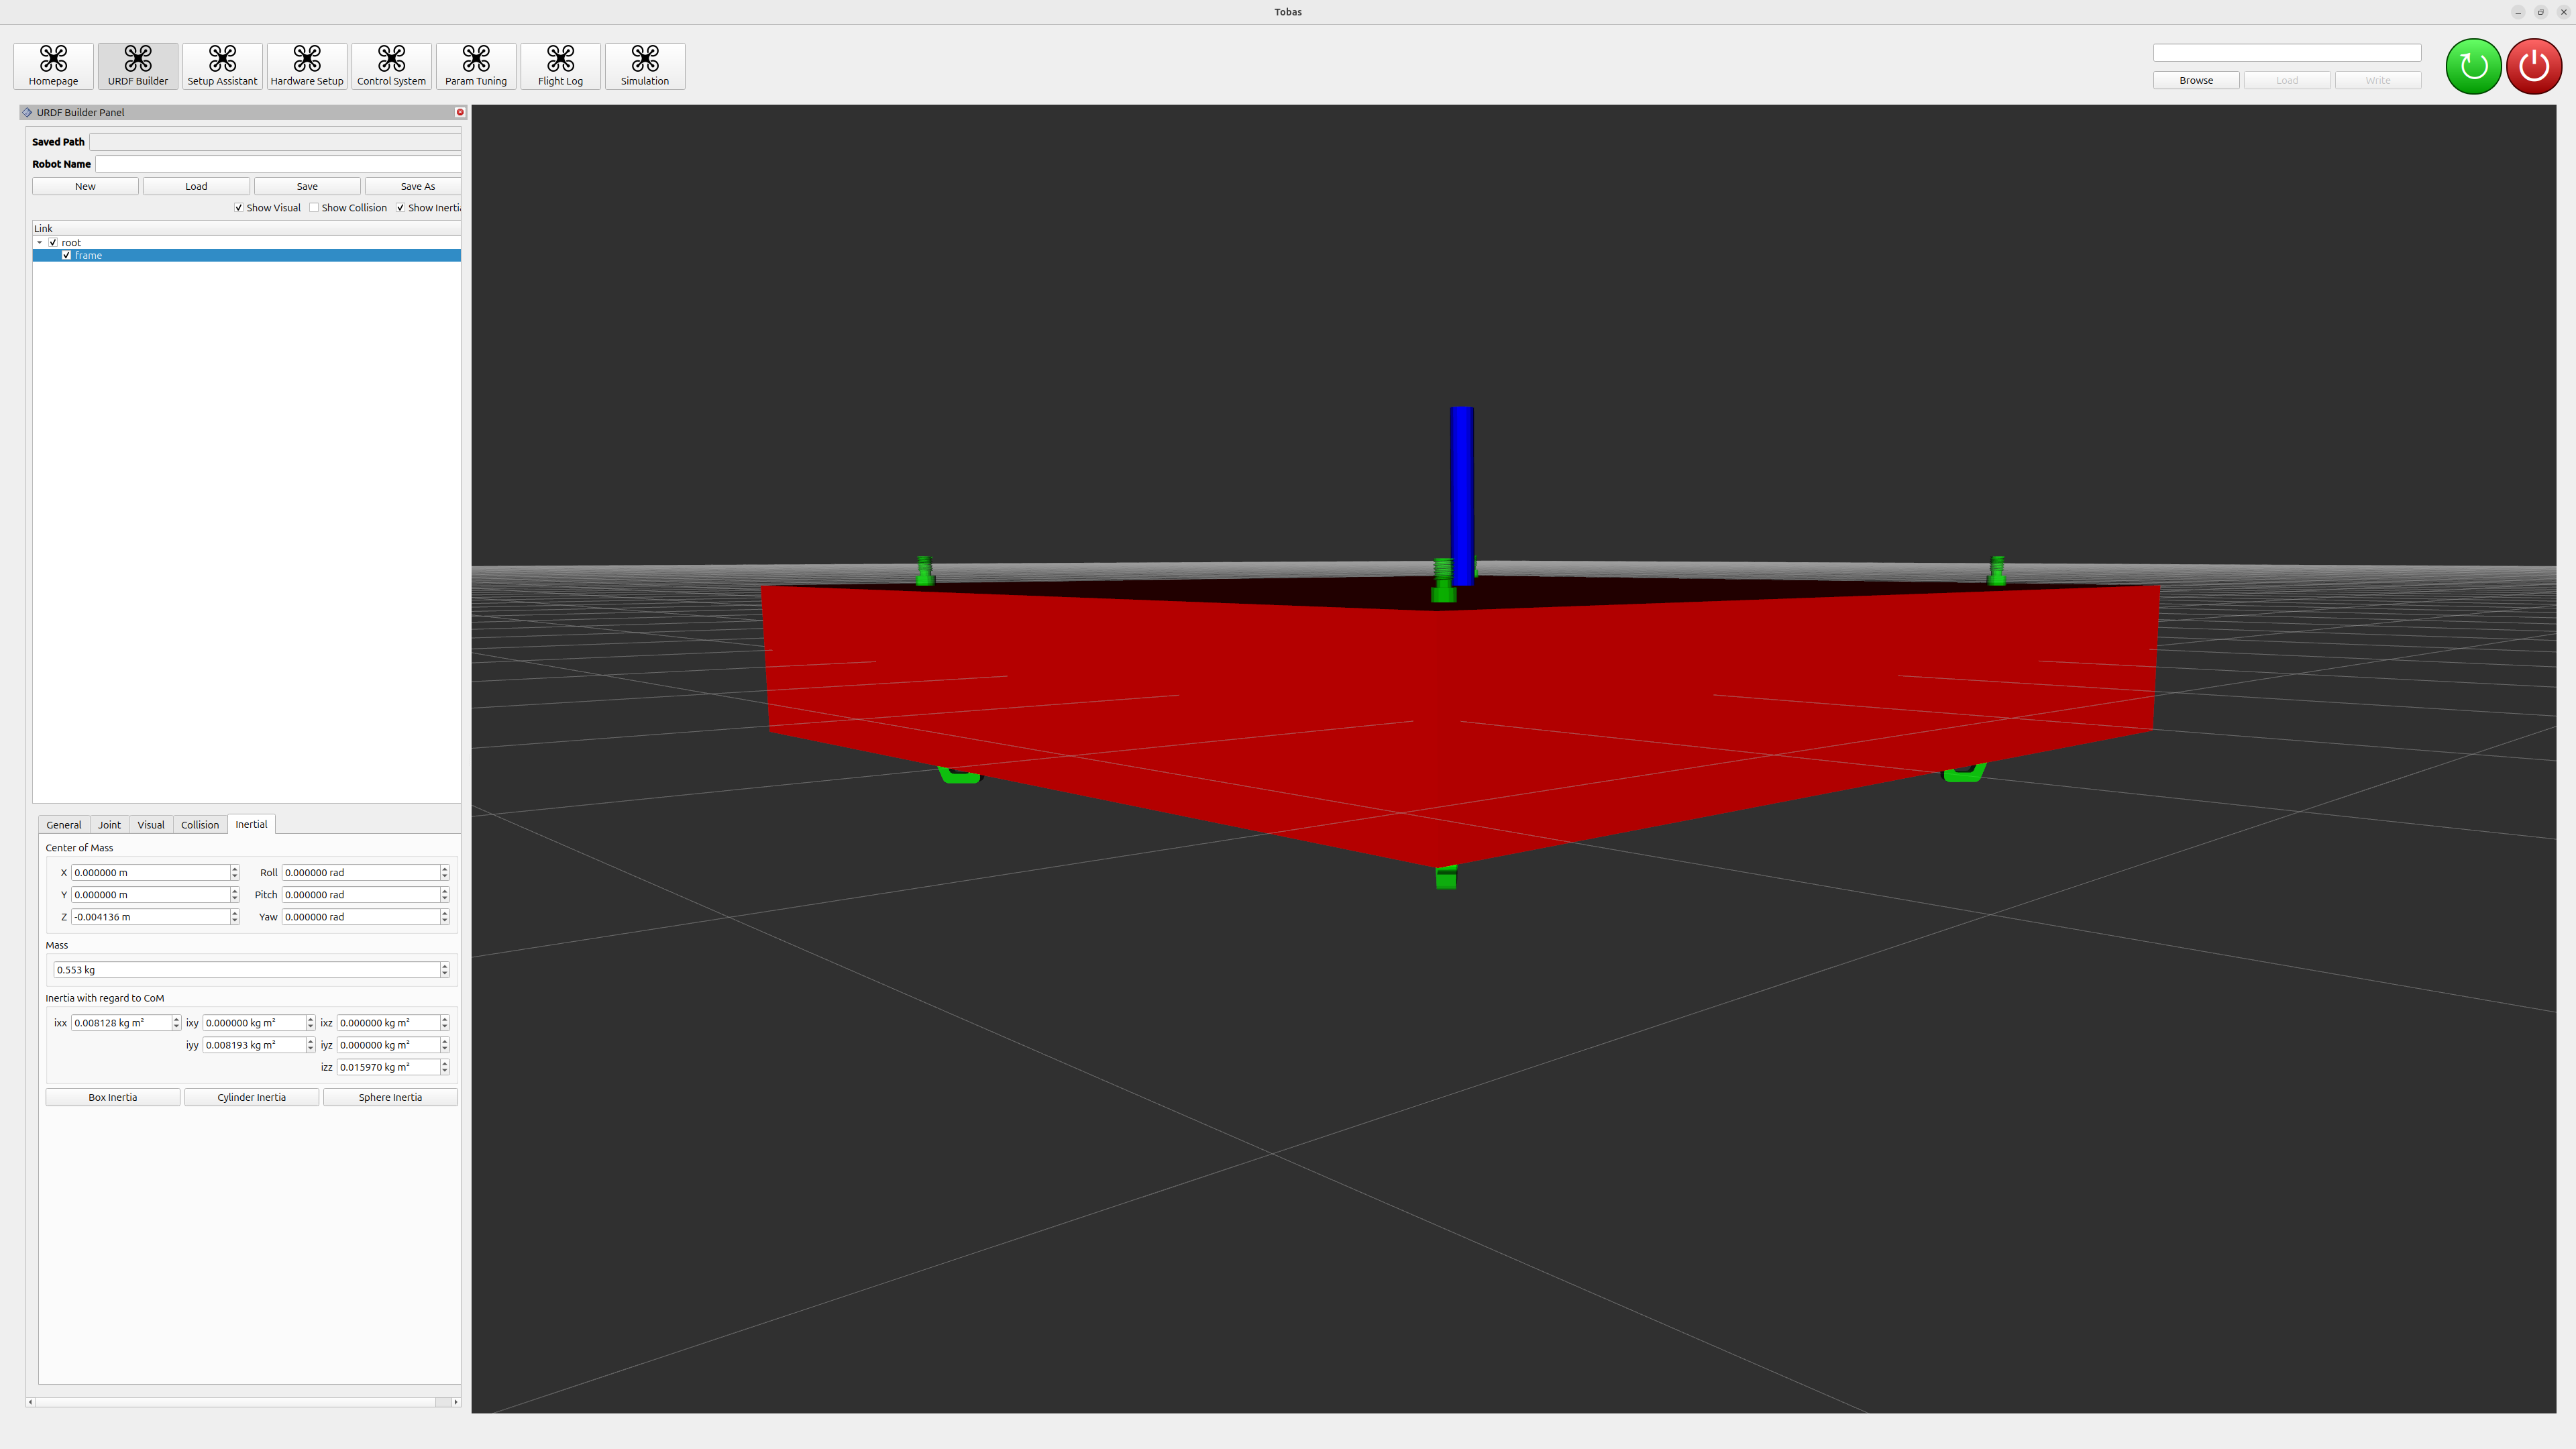 Tobas
Homepage
URDF Builder
Setup Assistant
Hardware Setup
Control System
Param Tuning
Flight Log
Simulation
Browse
Load
Write
URDF Builder Panel
Saved Path
Robot Name
New
Load
Save
Save As
Show Visual
Show Collision
Show Inertia
Link
root
frame
General
Joint
Visual
Collision
Inertial
Center of Mass
X 0.000000 m Roll 0.000000 rad
Y 0.000000 m Pitch 0.000000 rad
Z -0.004136 m Yaw 0.000000 rad
Mass
0.553 kg
Inertia with regard to CoM
ixx 0.008128 kg m² ixy 0.000000 kg m² ixz 0.000000 kg m²
iyy 0.008193 kg m² iyz 0.000000 kg m²
izz 0.015970 kg m²
Box Inertia
Cylinder Inertia
Sphere Inertia